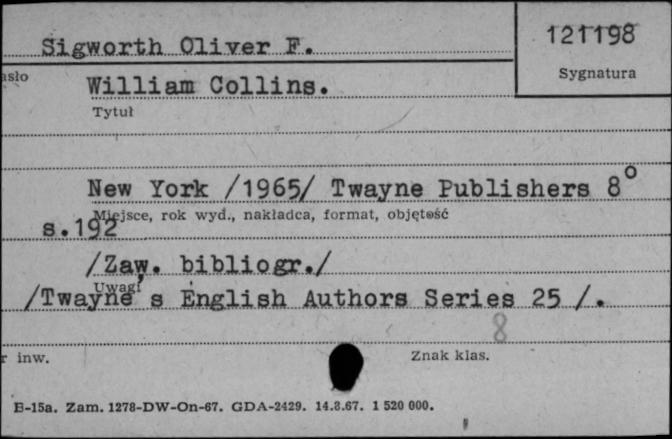 Sigworth Oliver F.
121198
asło
Sygnatura
William Collins.
Tytuł
New York /1965/ Twayne Publishers 8°
Miejsce, rok wyd., nakładca, format, objętość
s.192
/Zaw. bibliogr./
Uwagi
/Twayne's English Authors Series 25 /.
8
r inw.
Znak klas.
E-15a. Zam. 1278-DW-On-67. GDA-2429. 14.8.67. 1 520 000.